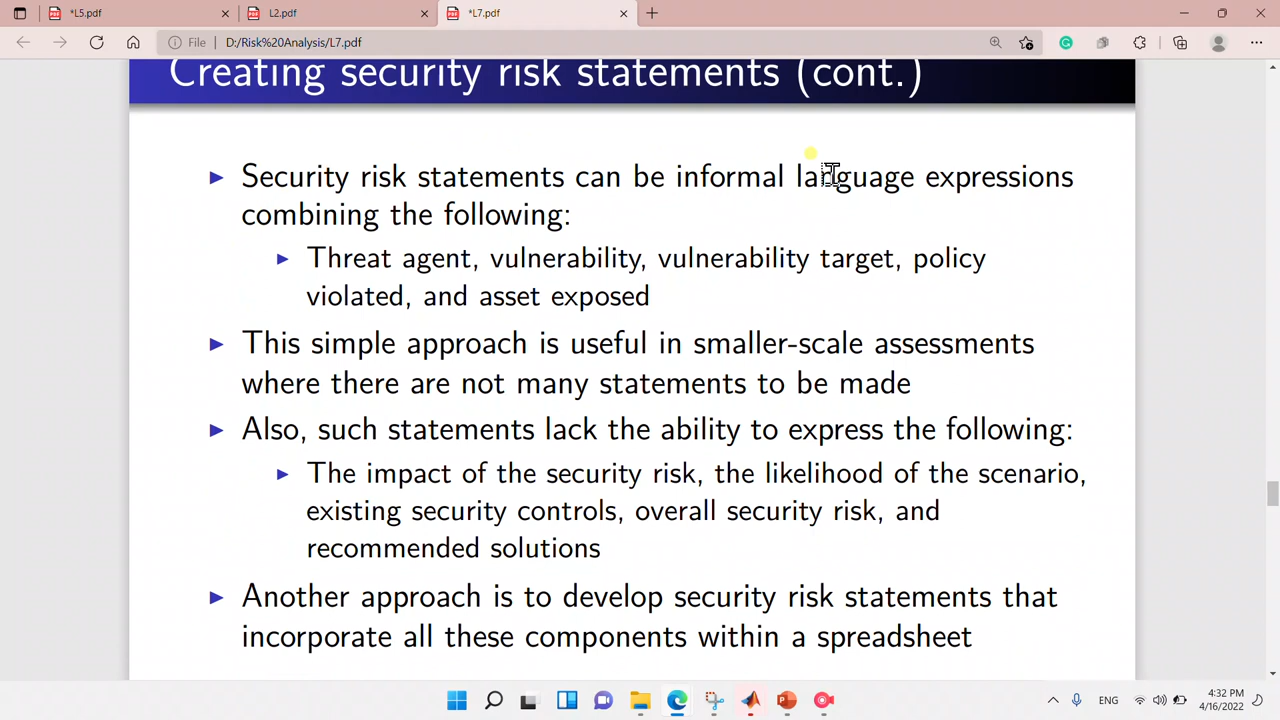 *L5.pdf
L2.pdf
*L7.pdf
File
D:/Risk%20Analysis/L7.pdf
Creating security risk statements (cont.)
Security risk statements can be informal language expressions
combining the following:
Threat agent, vulnerability, vulnerability target, policy
violated, and asset exposed
This simple approach is useful in smaller-scale assessments
where there are not many statements to be made
Also, such statements lack the ability to express the following:
The impact of the security risk, the likelihood of the scenario,
existing security controls, overall security risk, and
recommended solutions
Another approach is to develop security risk statements that
incorporate all these components within a spreadsheet
ENG
4:32 PM
4/16/2022